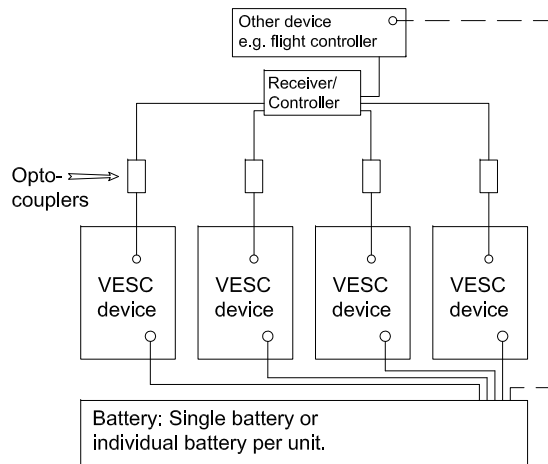 Other device
e.g. flight controller
Receiver/
Controller
Opto-
couplers
VESC
device
VESC
device
VESC
device
VESC
device
Battery: Single battery or
individual battery per unit.